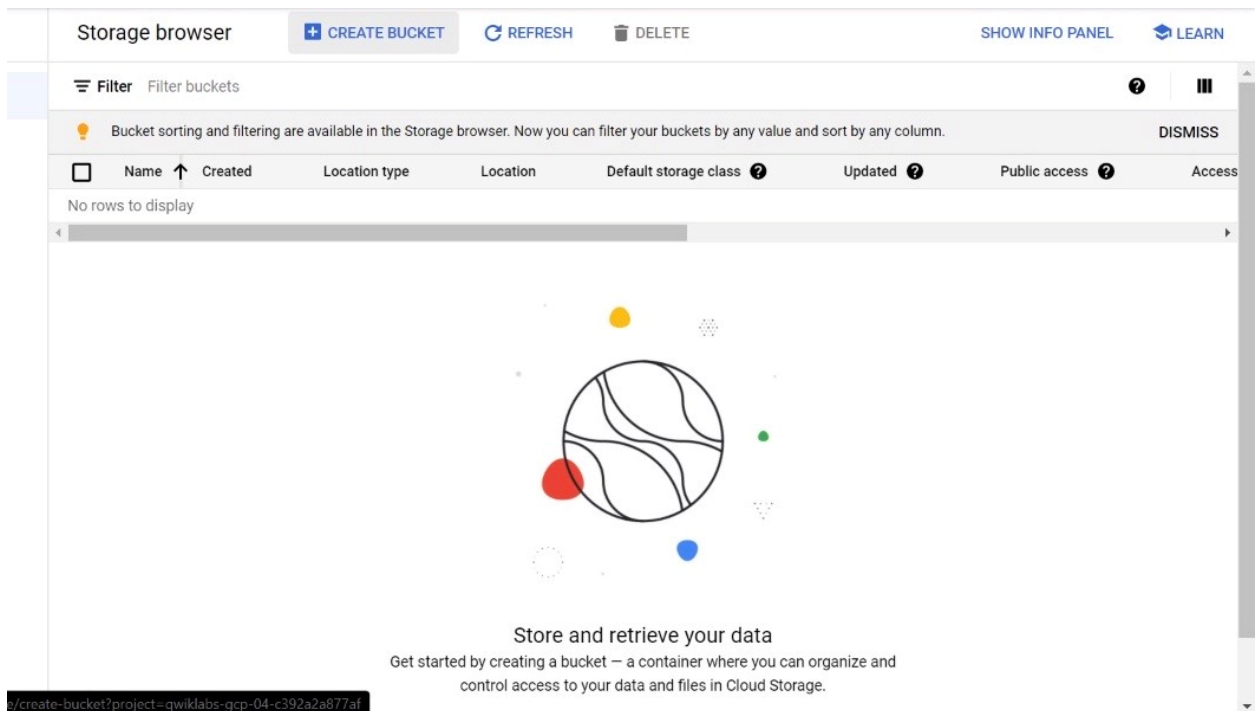 Storage browser CREATE BUCKET REFRESH DELETE SHOW INFO PANEL LEARN
Filter Filter buckets
Bucket sorting and filtering are available in the Storage browser. Now you can filter your buckets by any value and sort by any column. DISMISS
Name Created Location type Location Default storage class Updated Public access Access
No rows to display
Store and retrieve your data
Get started by creating a bucket — a container where you can organize and
control access to your data and files in Cloud Storage.
e/create-bucket?project=qwiklabs-gcp-04-c392a2a877af